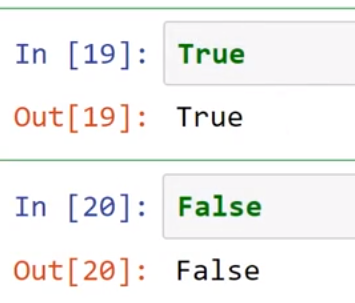 In [19]: True
Out[19]: True
In [20]: False
Out[20]: False